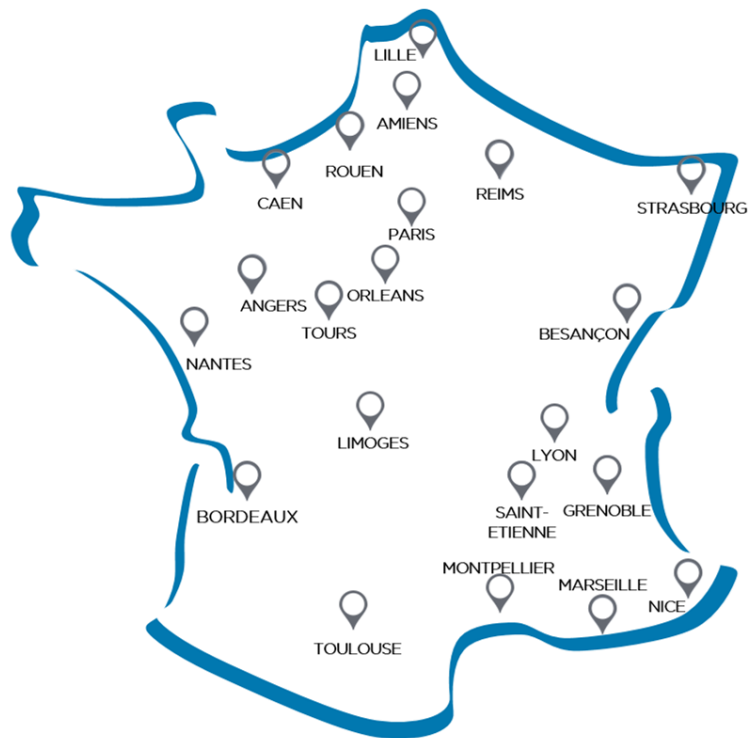 LILLE
AMIENS
ROUEN
REIMS
CAEN
STRASBOURG
PARIS
ORLEANS
ANGERS
TOURS
BESANÇON
NANTES
LIMOGES
LYON
SAINT-
ETIENNE
GRENOBLE
BORDEAUX
MONTPELLIER
MARSEILLE
NICE
TOULOUSE